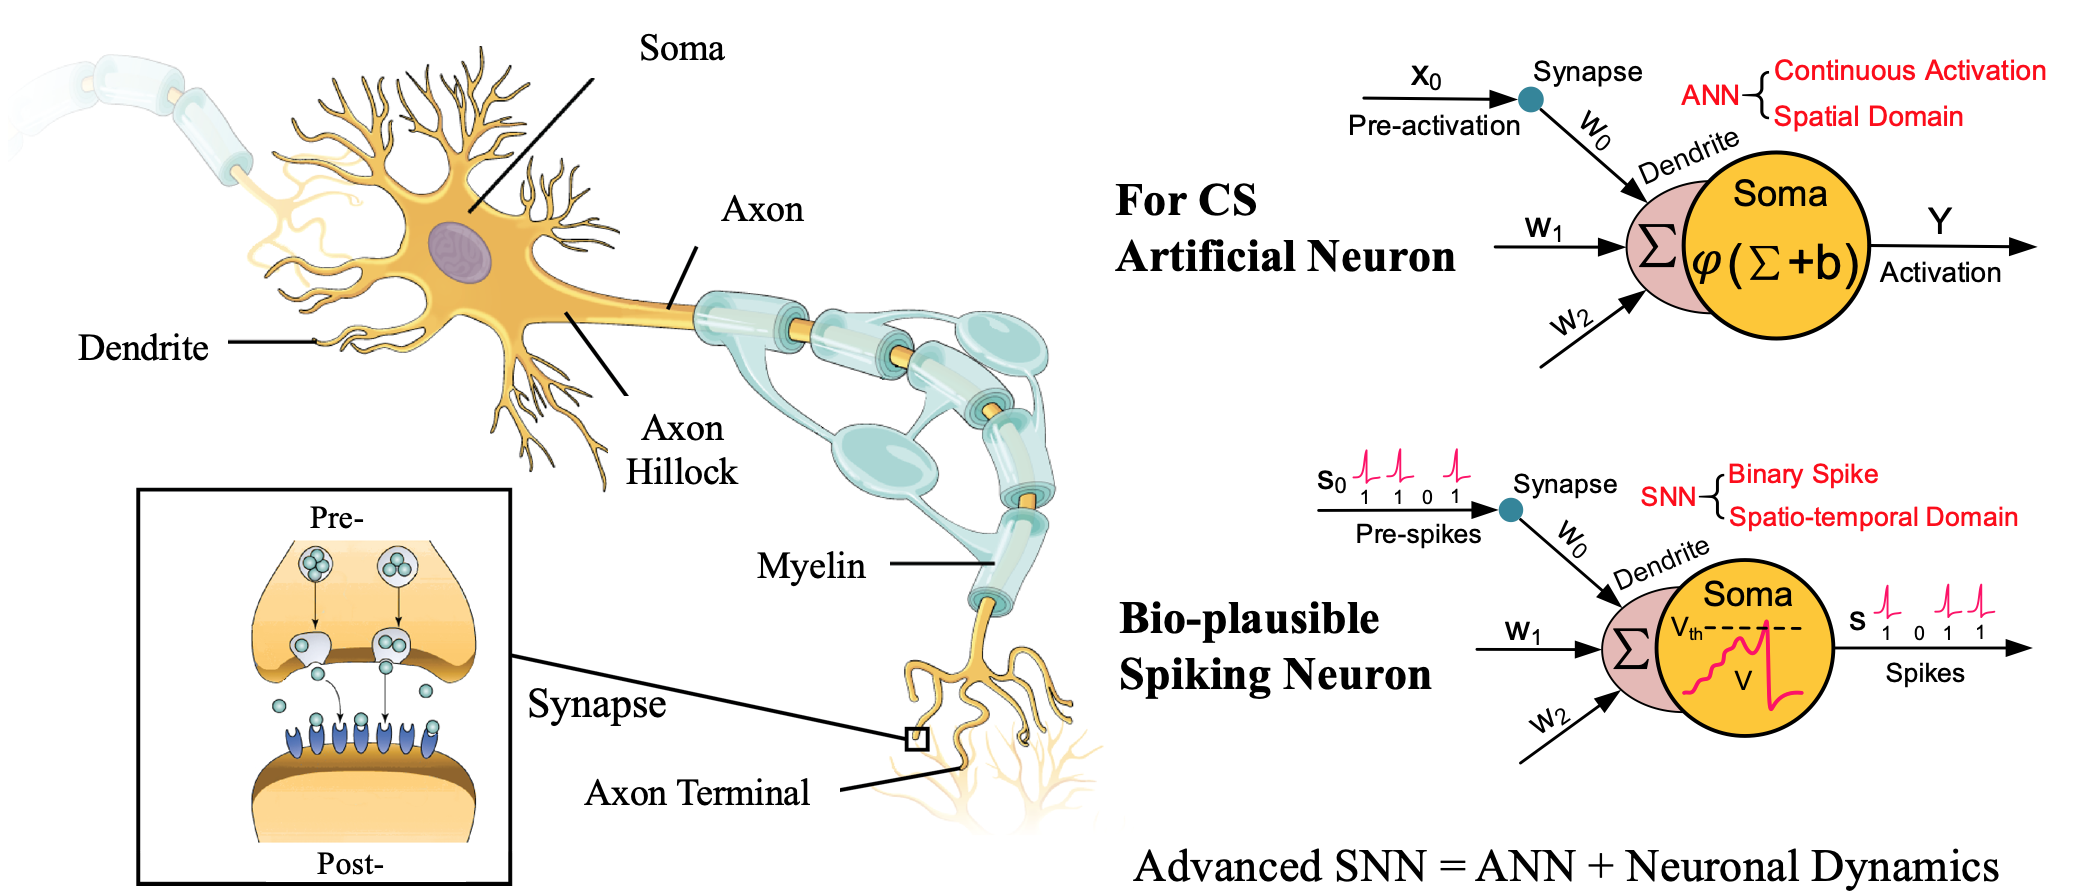 Soma
Axon
Dendrite
Axon
Hillock
Pre-
Myelin
Synapse
Axon Terminal
Post-
For CS
Artificial Neuron
x0
Pre-activation
Synapse
W0
ANN
Continuous Activation
Spatial Domain
Dendrite
w1
w2
Σ
Soma
φ(Σ+b)
Y
Activation
Bio-plausible
Spiking Neuron
s0
1 1 0 1
Pre-spikes
Synapse
W0
SNN
Binary Spike
Spatio-temporal Domain
Dendrite
w1
w2
Σ
Soma
Vth
V
s
1 0 1 1
Spikes
Advanced SNN = ANN + Neuronal Dynamics